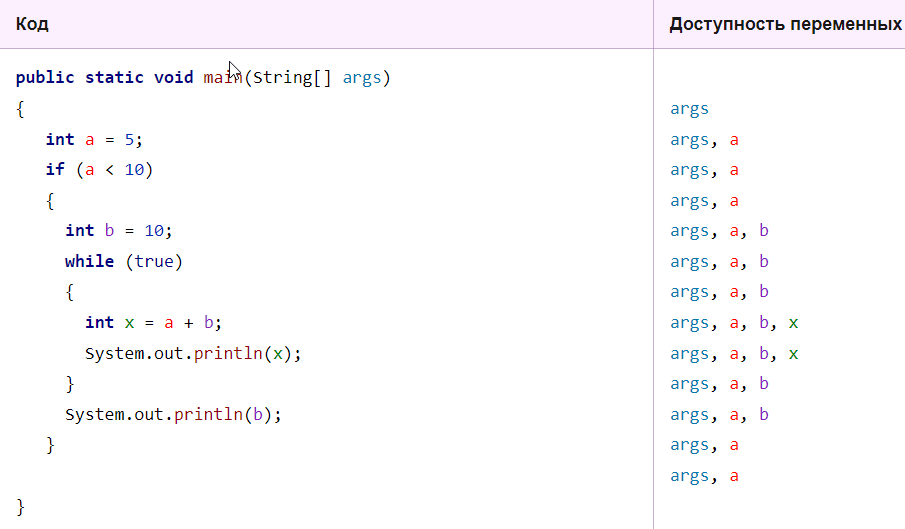 Код Доступность переменных
public static void main(String[] args)
{ args
int a = 5; args, a
if (a < 10) args, a
{ args, a
int b = 10; args, a, b
while (true) args, a, b
{ args, a, b
int x = a + b; args, a, b, x
System.out.println(x); args, a, b, x
} args, a, b
System.out.println(b); args, a, b
} args, a
args, a
}